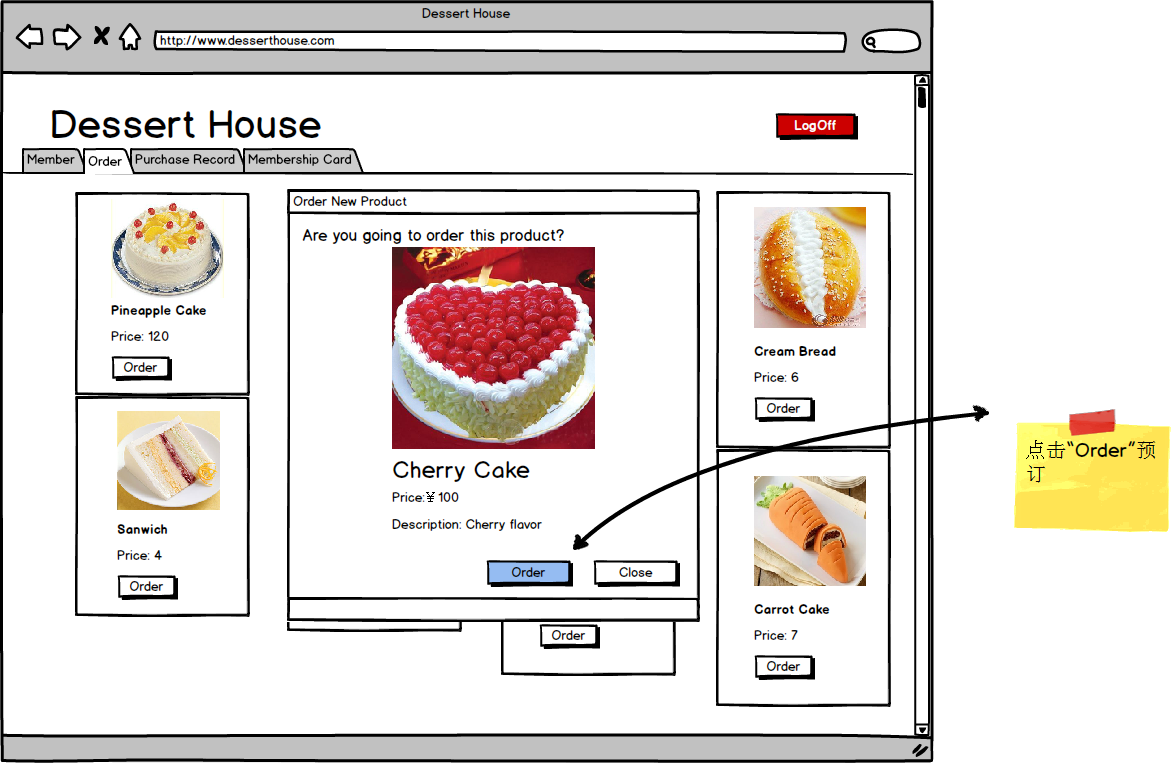 Dessert House
http://www.desserthouse.com
Dessert House
LogOff
Member
Order
Purchase Record
Membership Card
Pineapple Cake
Price: 120
Order
Sanwich
Price: 4
Order
Order New Product
Are you going to order this product?
Cherry Cake
Price:￥100
Description: Cherry flavor
Order
Close
Order
Cream Bread
Price: 6
Order
Carrot Cake
Price: 7
Order
点击“Order”预
订